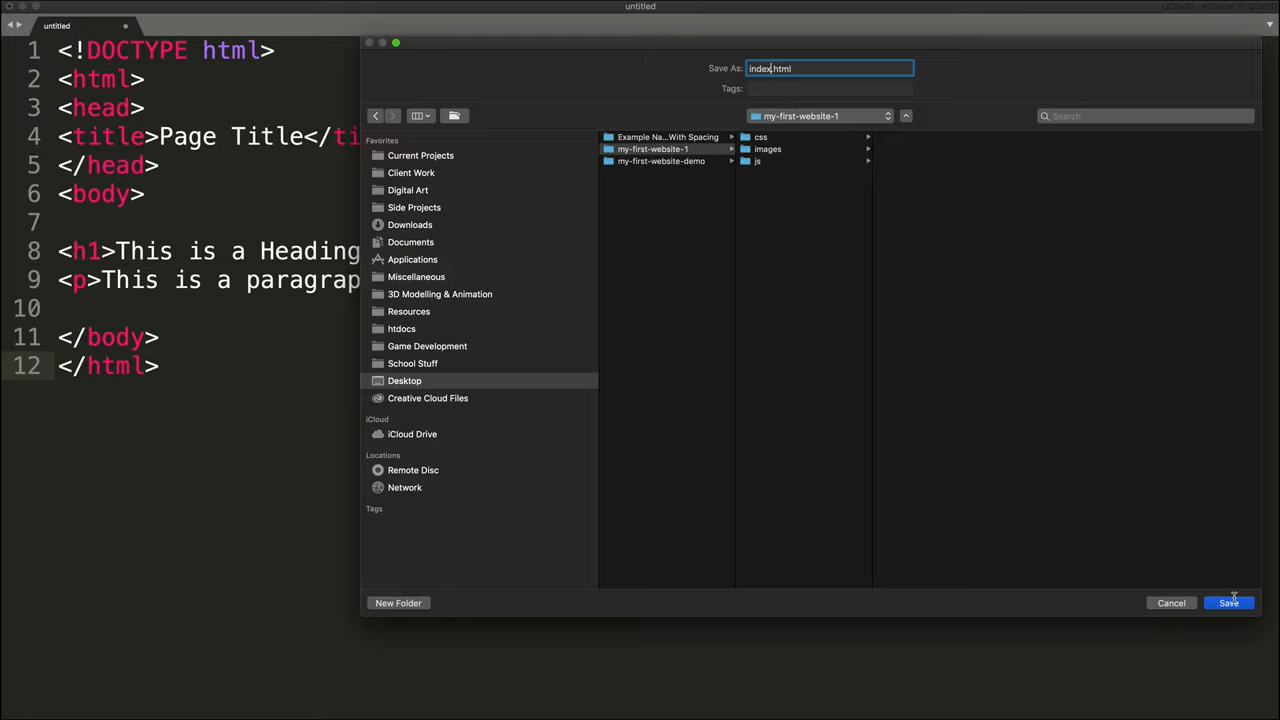 untitled
LICENSE UPGRADE REQUIRED
untitled
1 <!DOCTYPE html>
2 <html>
3 <head>
4 <title>Page Title</ti
5 </head>
6 <body>
7
8 <h1>This is a Heading
9 <p>This is a paragrap
10
11 </body>
12 </html>
Save As: index.html
Tags:
my-first-website-1
Search
Favorites
Current Projects
Client Work
Digital Art
Side Projects
Downloads
Documents
Applications
Miscellaneous
3D Modelling & Animation
Resources
htdocs
Game Development
School Stuff
Desktop
Creative Cloud Files
iCloud
iCloud Drive
Locations
Remote Disc
Network
Tags
Example Na...With Spacing
my-first-website-1
my-first-website-demo
css
images
js
New Folder
Cancel
Save